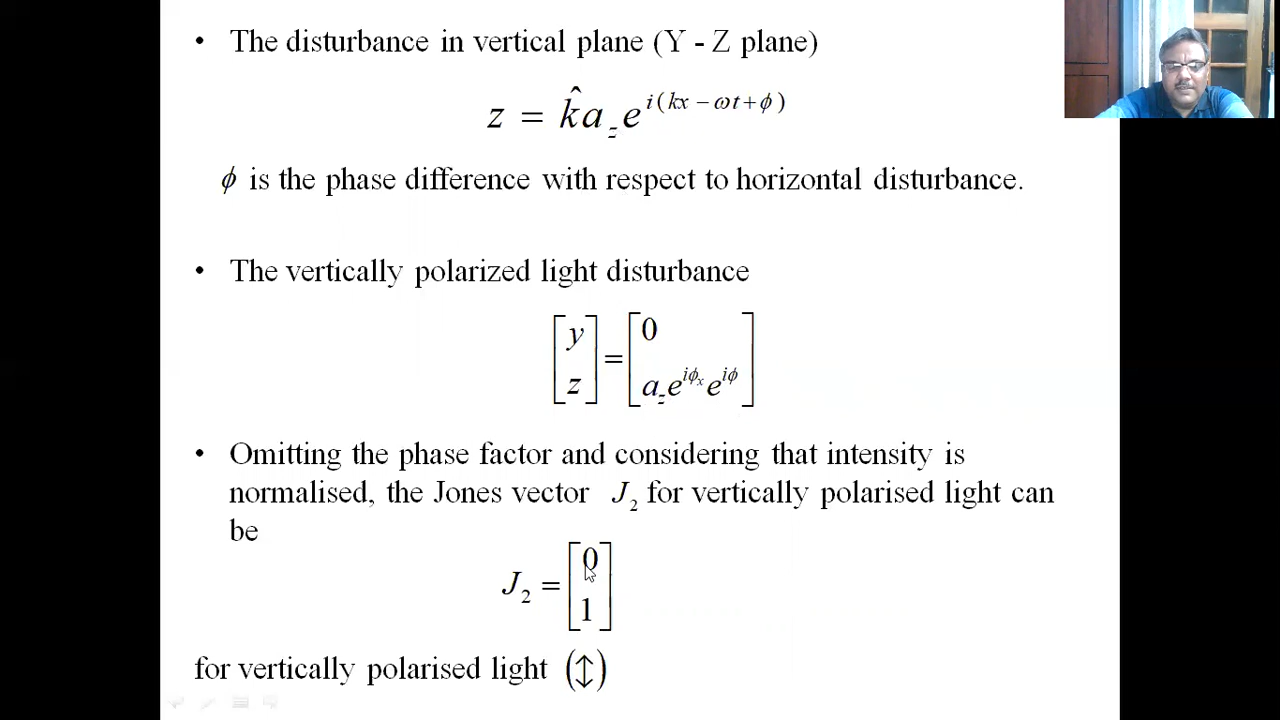 • The disturbance in vertical plane (Y - Z plane)
z = k̂ a_z e^{i(kx − ωt + ϕ)}
ϕ is the phase difference with respect to horizontal disturbance.
• The vertically polarized light disturbance
[y z] = [0 a_z e^{iϕ_x} e^{iϕ}]
• Omitting the phase factor and considering that intensity is
normalised, the Jones vector J_2 for vertically polarised light can
be
J_2 = [0 1]
for vertically polarised light (↕)